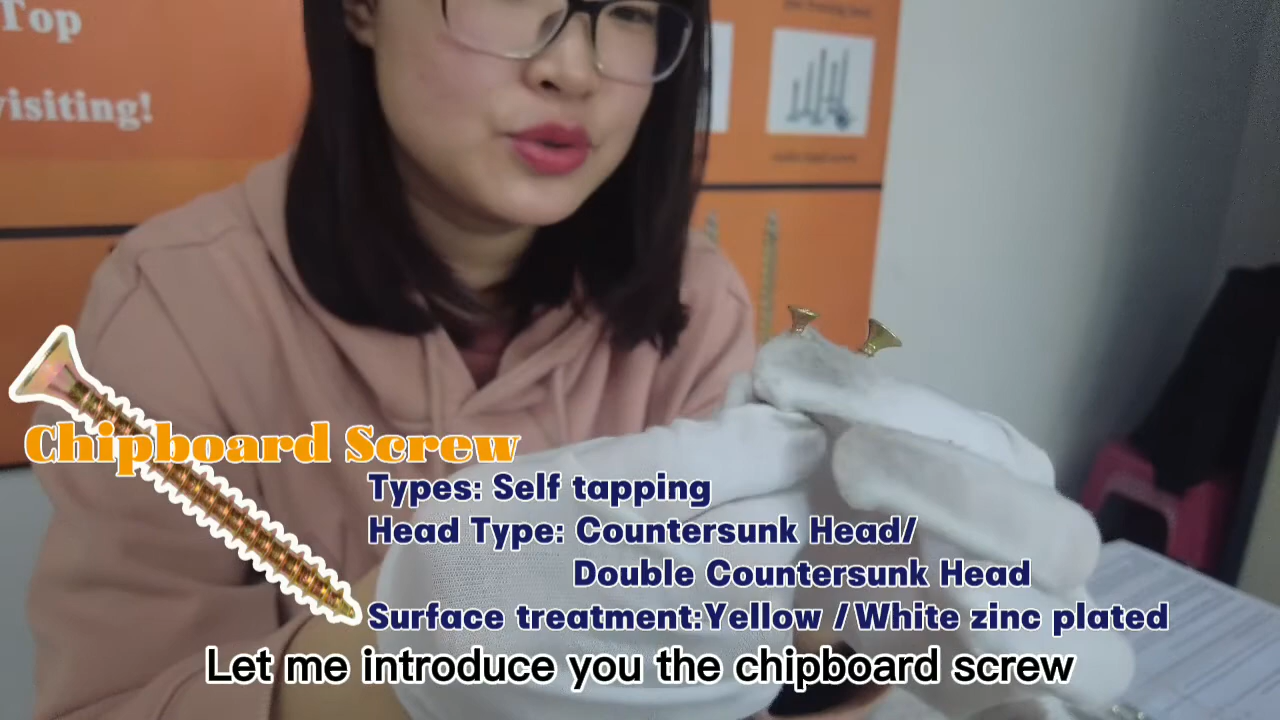 Top
visiting!
Chipboard Screw
Types: Self tapping
Head Type: Countersunk Head/
Double Countersunk Head
Surface treatment:Yellow /White zinc plated
Let me introduce you the chipboard screw